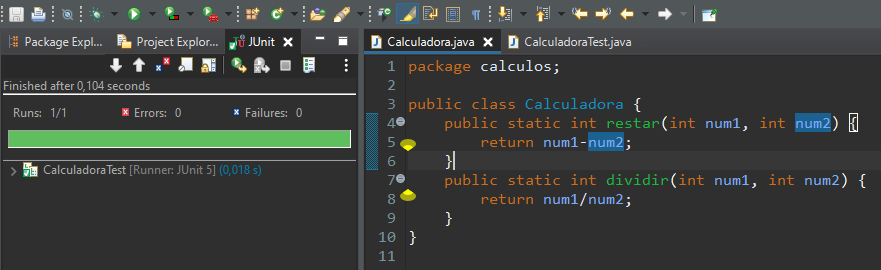 Package Expl...
Project Explor...
JUnit
Finished after 0,104 seconds
Runs: 1/1
Errors: 0
Failures: 0
CalculadoraTest [Runner: JUnit 5] (0,018 s)
Calculadora.java
CalculadoraTest.java
1 package calculos;
2
3 public class Calculadora {
4 public static int restar(int num1, int num2) {
5 return num1-num2;
6 }
7 public static int dividir(int num1, int num2) {
8 return num1/num2;
9 }
10 }
11